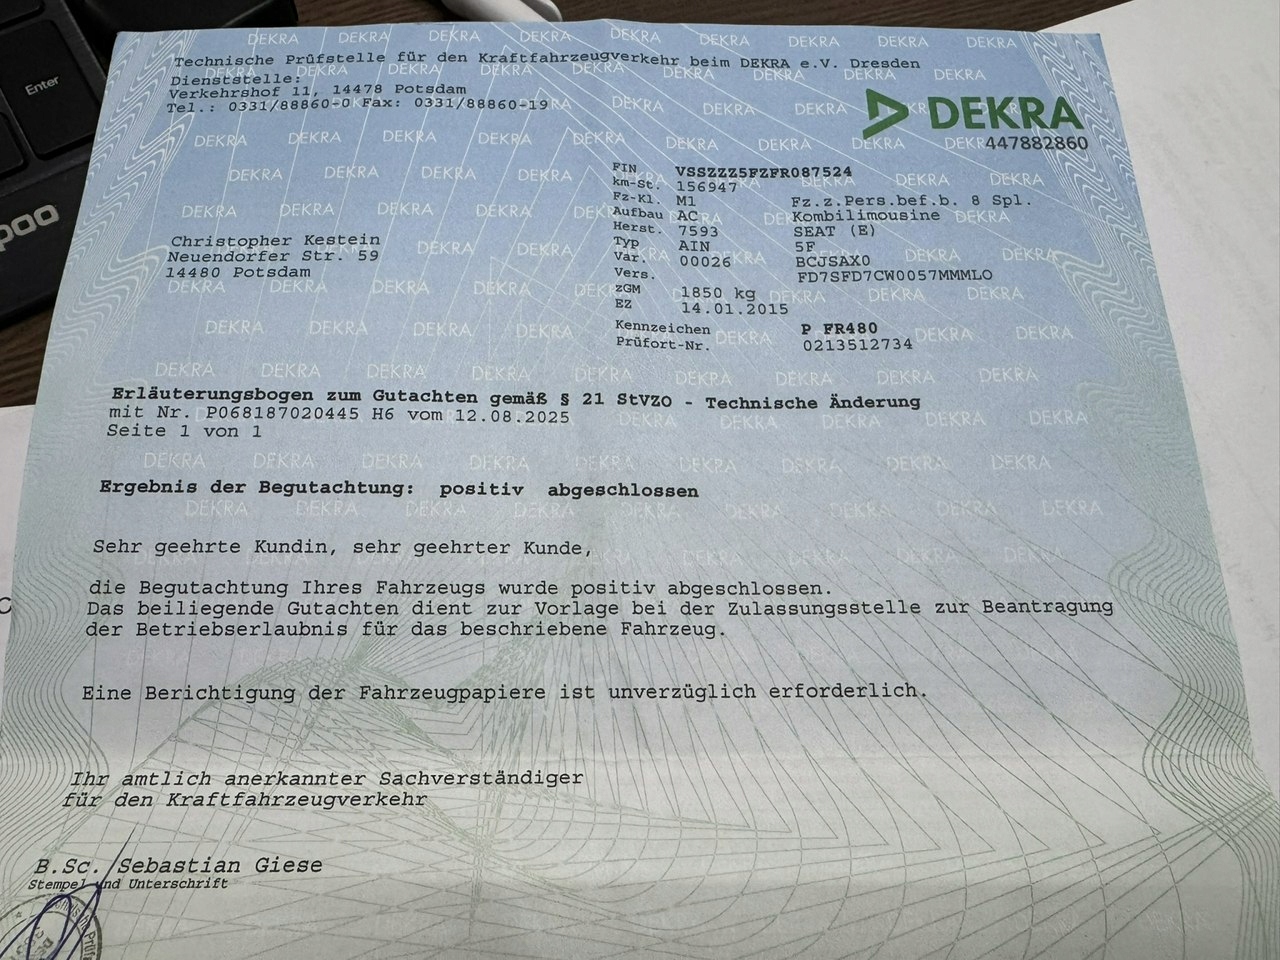 Technische Prüfstelle für den Kraftfahrzeugverkehr beim DEKRA e.V. Dresden
Dienststelle:
Verkehrshof 11, 14478 Potsdam
Tel.: 0331/88860-0 Fax: 0331/88860-19
DEKRA
447882860
FIN VSSZZZ5FZFR087524
km-St. 156947
Fz-Kl. M1 Fz.z.Pers.bef.b. 8 Spl.
Aufbau AC Kombilimousine
Herst. 7593 SEAT (E)
Typ AIN 5F
Var. 00026 BCJSAX0
Vers. FD7SFD7CW0057MMMLO
zGM 1850 kg
EZ 14.01.2015
Kennzeichen P FR480
Prüfort-Nr. 0213512734
Christopher Kestein
Neuendorfer Str. 59
14480 Potsdam
Erläuterungsbogen zum Gutachten gemäß § 21 StVZO - Technische Änderung
mit Nr. P068187020445 H6 vom 12.08.2025
Seite 1 von 1
Ergebnis der Begutachtung: positiv abgeschlossen
Sehr geehrte Kundin, sehr geehrter Kunde,
die Begutachtung Ihres Fahrzeugs wurde positiv abgeschlossen.
Das beiliegende Gutachten dient zur Vorlage bei der Zulassungsstelle zur Beantragung
der Betriebserlaubnis für das beschriebene Fahrzeug.
Eine Berichtigung der Fahrzeugpapiere ist unverzüglich erforderlich.
Ihr amtlich anerkannter Sachverständiger
für den Kraftfahrzeugverkehr
B.Sc. Sebastian Giese
Stempel und Unterschrift
Enter